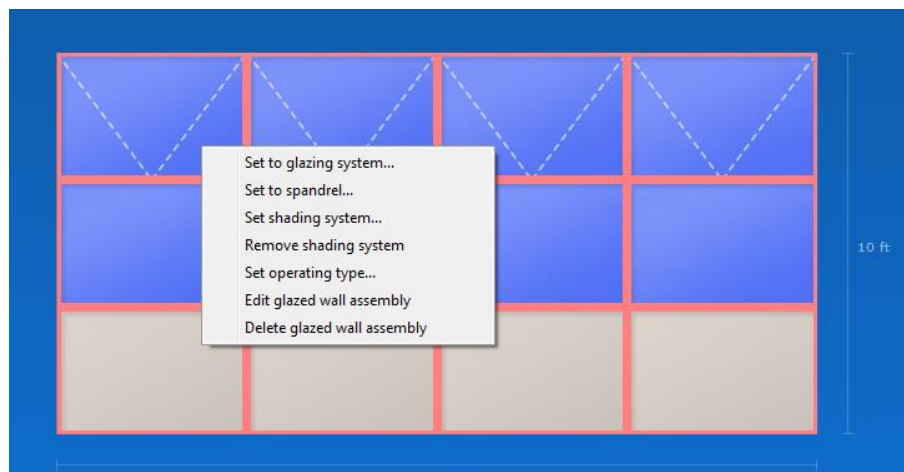 Set to glazing system...
Set to spandrel...
Set shading system...
Remove shading system
Set operating type...
Edit glazed wall assembly
Delete glazed wall assembly
10 ft